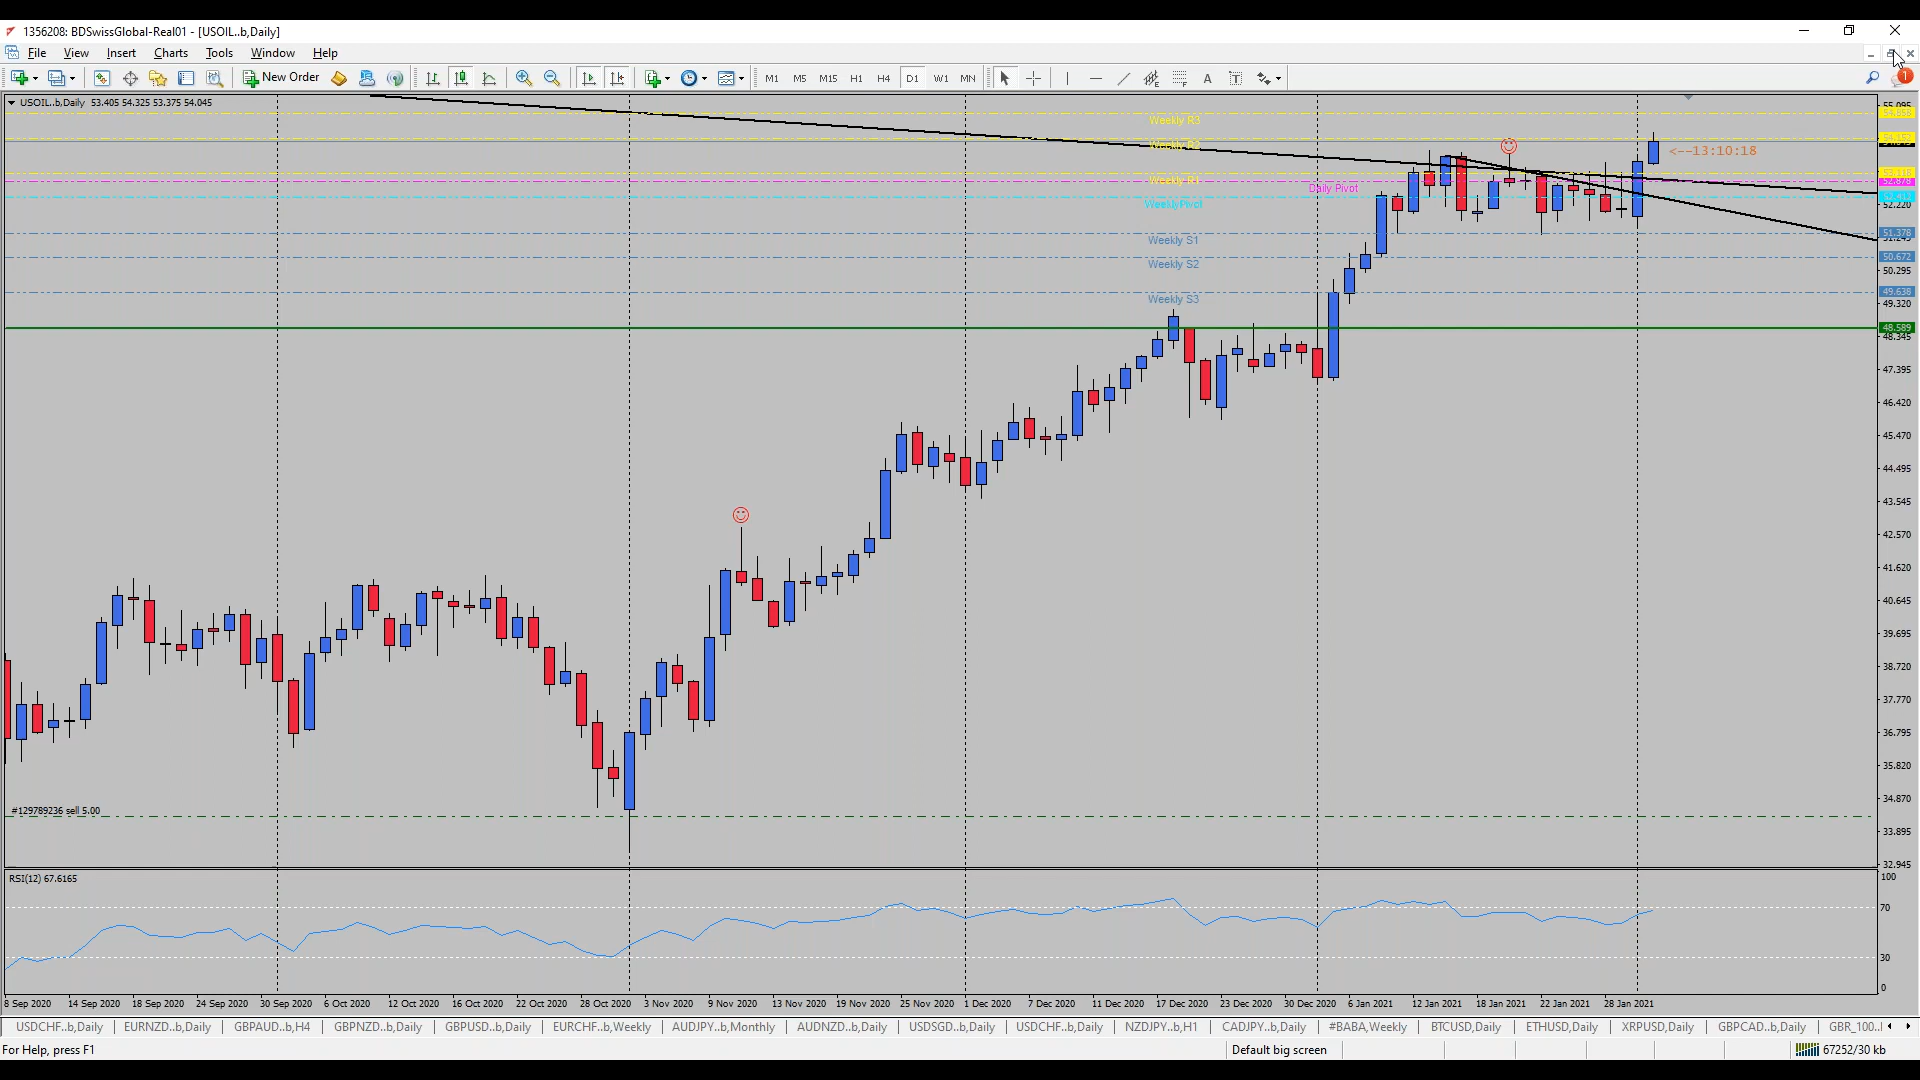 1356208: BDSwissGlobal-Real01 - [USOIL..b,Daily]
File View Insert Charts Tools Window Help
New Order M1 M5 M15 H1 H4 D1 W1 MN A T 1
USOIL..b,Daily 53.405 54.325 53.375 54.045
55.095
Weekly R3
<--13:10:18
Weekly R1
Daily Pivot
52.878
WeeklyPivot
52.220
Weekly S1 51.378
Weekly S2 50.672
50.295
Weekly S3 49.638
49.320
48.589
48.345
47.395
46.420
45.470
44.495
43.545
42.570
41.620
40.645
39.695
38.720
37.770
36.795
35.820
34.870
#129789236 sell 5.00
33.895
32.945
RSI(12) 67.6165
100
70
30
0
8 Sep 2020 14 Sep 2020 18 Sep 2020 24 Sep 2020 30 Sep 2020 6 Oct 2020 12 Oct 2020 16 Oct 2020 22 Oct 2020 28 Oct 2020 3 Nov 2020 9 Nov 2020 13 Nov 2020 19 Nov 2020 25 Nov 2020 1 Dec 2020 7 Dec 2020 11 Dec 2020 17 Dec 2020 23 Dec 2020 30 Dec 2020 6 Jan 2021 12 Jan 2021 18 Jan 2021 22 Jan 2021 28 Jan 2021
USDCHF..b,Daily EURNZD..b,Daily GBPAUD..b,H4 GBPNZD..b,Daily GBPUSD..b,Daily EURCHF..b,Weekly AUDJPY..b,Monthly AUDNZD..b,Daily USDSGD..b,Daily USDCHF..b,Daily NZDJPY..b,H1 CADJPY..b,Daily #BABA,Weekly BTCUSD,Daily ETHUSD,Daily XRPUSD,Daily GBPCAD..b,Daily GBR_100..
For Help, press F1 Default big screen 67252/30 kb